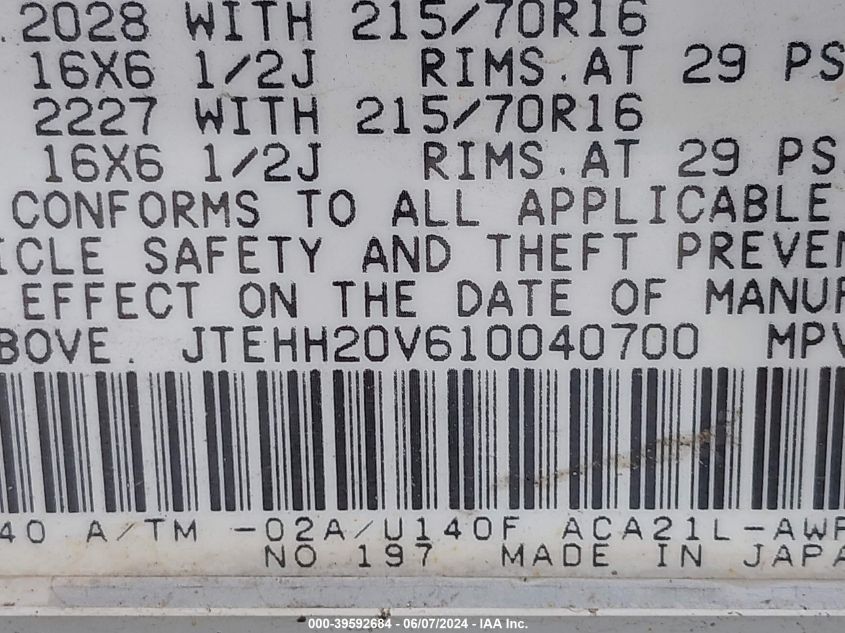 .2028 WITH 215/70R16
16X6 1/2J RIMS.AT 29 PS
2227 WITH 215/70R16
16X6 1/2J RIMS.AT 29 PS
CONFORMS TO ALL APPLICABLE
ICLE SAFETY AND THEFT PREVEN
EFFECT ON THE DATE OF MANUF
BOVE. JTEHH20V610040700 MPV
40 A/TM -02A/U140F ACA21L-AWP
NO 197 MADE IN JAPA
000-39592684 - 06/07/2024 - IAA Inc.